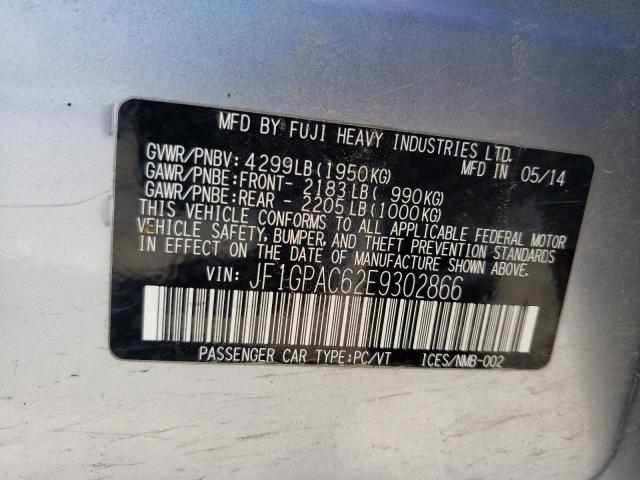 MFD BY FUJI HEAVY INDUSTRIES LTD.
GVWR/PNBV: 4299LB(1950KG) MFD IN 05/14
GAWR/PNBE:FRONT- 2183LB( 990KG)
GAWR/PNBE:REAR - 2205LB(1000KG)
THIS VEHICLE CONFORMS TO ALL APPLICABLE FEDERAL MOTOR
VEHICLE SAFETY, BUMPER, AND THEFT PREVENTION STANDARDS
IN EFFECT ON THE DATE OF MANUFACTURE SHOWN ABOVE.
VIN: JF1GPAC62E9302866
PASSENGER CAR TYPE:PC/VT 1CES/NMB-002